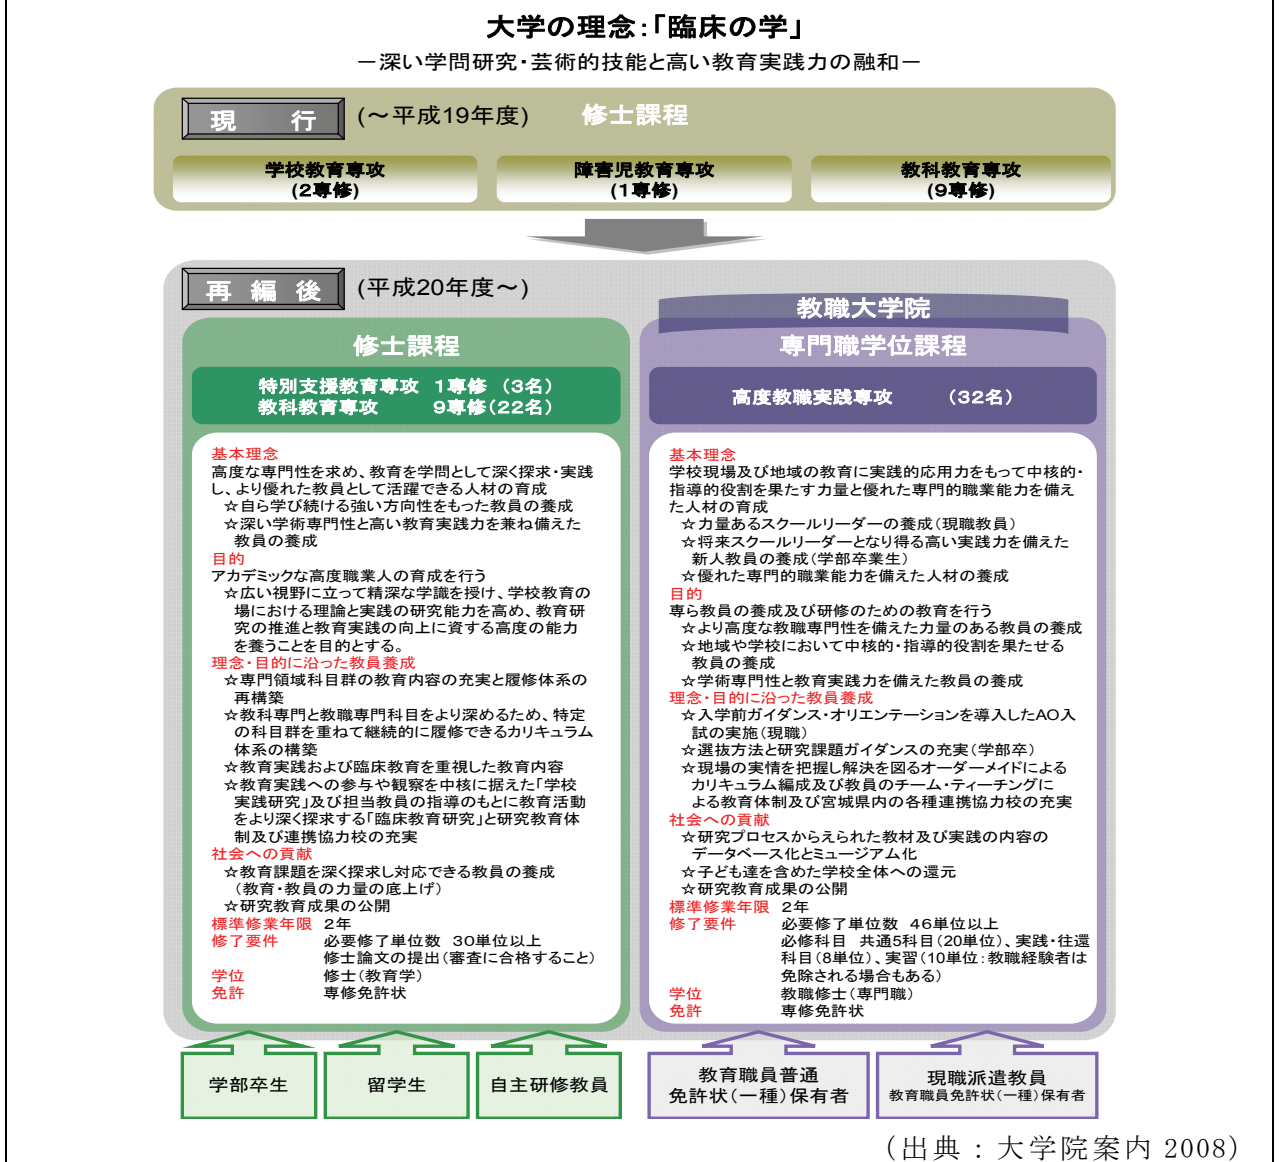 大学の理念：「臨床の学」
－深い学問研究・芸術的技能と高い教育実践力の融和－
現　行
(～平成19年度)
修士課程
学校教育専攻
(2専修)
障害児教育専攻
(1専修)
教科教育専攻
(9専修)
再編後
(平成20年度～)
修士課程
特別支援教育専攻 1専修 （3名）
教科教育専攻 9専修（22名）
基本理念
高度な専門性を求め、教育を学問として深く探求・実践
し、より優れた教員として活躍できる人材の育成
☆自ら学び続ける強い方向性をもった教員の養成
☆深い学術専門性と高い教育実践力を兼ね備えた
教員の養成
目的
アカデミックな高度職業人の育成を行う
☆広い視野に立って精深な学識を授け、学校教育の
場における理論と実践の研究能力を高め、教育研
究の推進と教育実践の向上に資する高度の能力
を養うことを目的とする。
理念・目的に沿った教員養成
☆専門領域科目群の教育内容の充実と履修体系の
再構築
☆教科専門と教職専門科目をより深めるため、特定
の科目群を重ねて継続的に履修できるカリキュラム
体系の構築
☆教育実践および臨床教育を重視した教育内容
☆教育実践への参与や観察を中核に据えた「学校
実践研究」及び担当教員の指導のもとに教育活動
をより深く探求する「臨床教育研究」と研究教育体
制及び連携協力校の充実
社会への貢献
☆教育課題を深く探求し対応できる教員の養成
（教育・教員の力量の底上げ）
☆研究教育成果の公開
標準修業年限 2年
修了要件 必要修了単位数 30単位以上
修士論文の提出（審査に合格すること）
学位 修士（教育学）
免許 専修免許状
教職大学院
専門職学位課程
高度教職実践専攻 （32名）
基本理念
学校現場及び地域の教育に実践的応用力をもって中核的・
指導的役割を果たす力量と優れた専門的職業能力を備え
た人材の育成
☆力量あるスクールリーダーの養成（現職教員）
☆将来スクールリーダーとなり得る高い実践力を備えた
新人教員の養成（学部卒業生）
☆優れた専門的職業能力を備えた人材の養成
目的
専ら教員の養成及び研修のための教育を行う
☆より高度な教職専門性を備えた力量のある教員の養成
☆地域や学校において中核的・指導的役割を果たせる
教員の養成
☆学術専門性と教育実践力を備えた教員の養成
理念・目的に沿った教員養成
☆入学前ガイダンス・オリエンテーションを導入したAO入
試の実施（現職）
☆選抜方法と研究課題ガイダンスの充実（学部卒）
☆現場の実情を把握し解決を図るオーダーメイドによる
カリキュラム編成及び教員のチーム・ティーチングに
よる教育体制及び宮城県内の各種連携協力校の充実
社会への貢献
☆研究プロセスからえられた教材及び実践の内容の
データベース化とミュージアム化
☆子ども達を含めた学校全体への還元
☆研究教育成果の公開
標準修業年限 2年
修了要件 必要修了単位数 46単位以上
必修科目 共通5科目（20単位）、実践・往還
科目（8単位）、実習（10単位：教職経験者は
免除される場合もある）
学位 教職修士（専門職）
免許 専修免許状
学部卒生
留学生
自主研修教員
教育職員普通
免許状（一種）保有者
現職派遣教員
教育職員免許状（一種）保有者
（出典：大学院案内 2008）